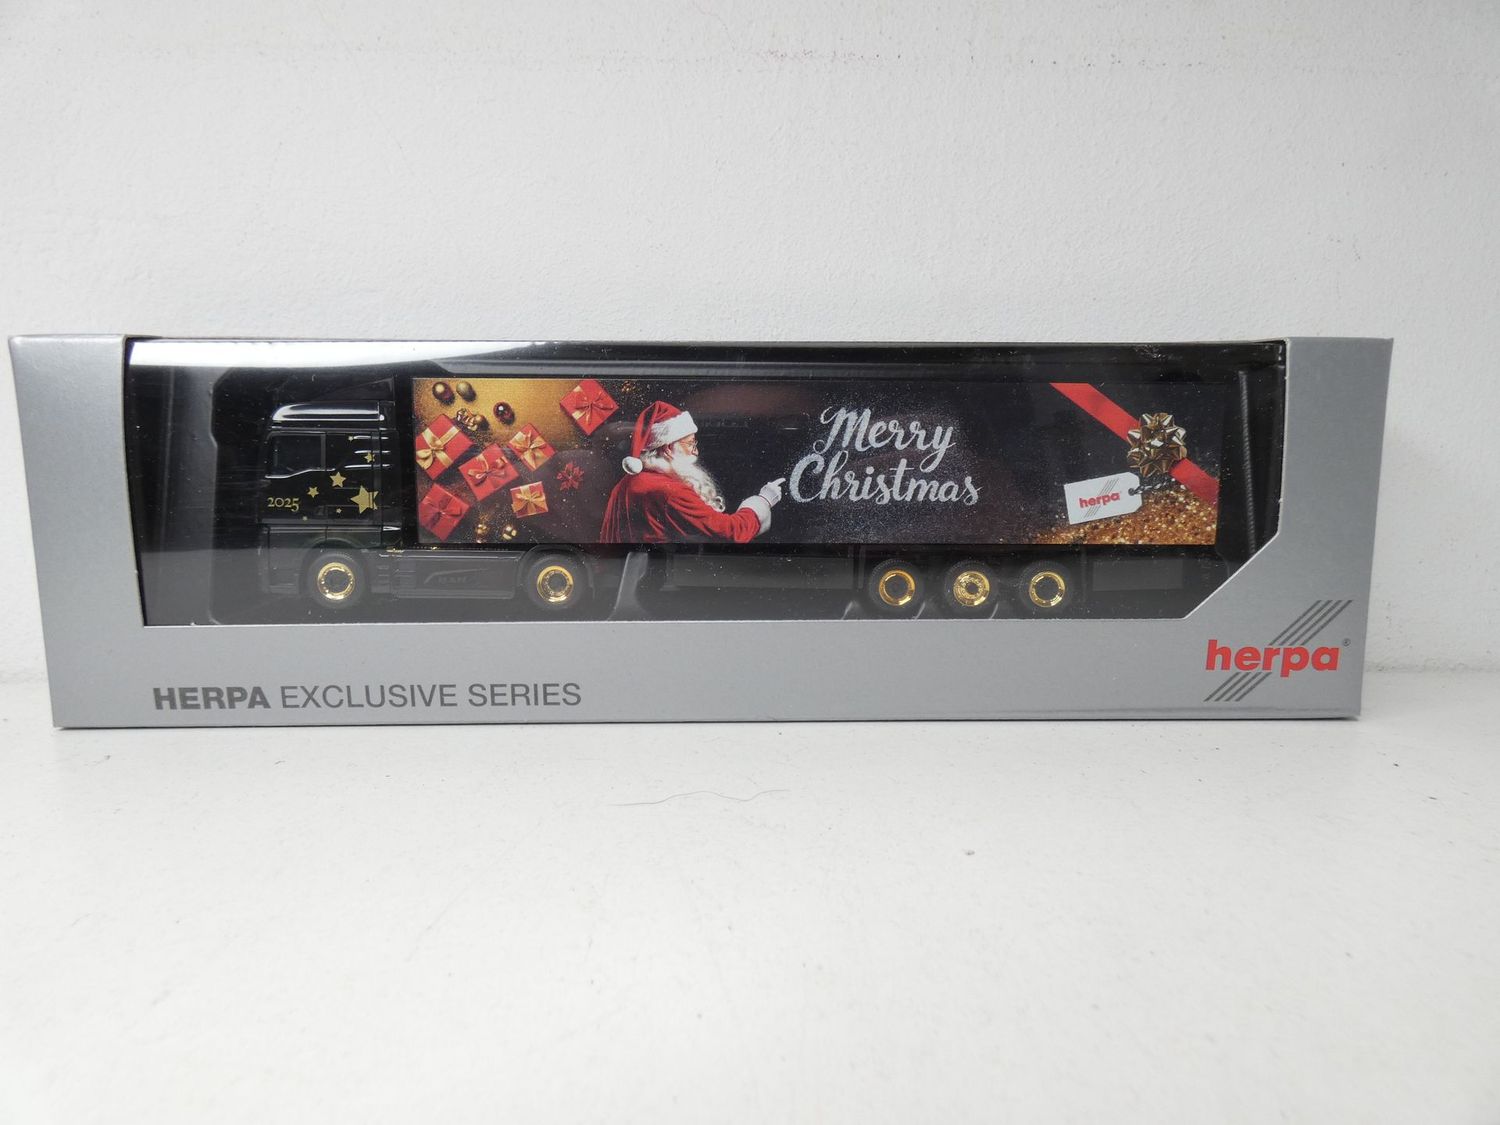 2025
Merry
Christmas
herpa
MAN
HERPA EXCLUSIVE SERIES
herpa®